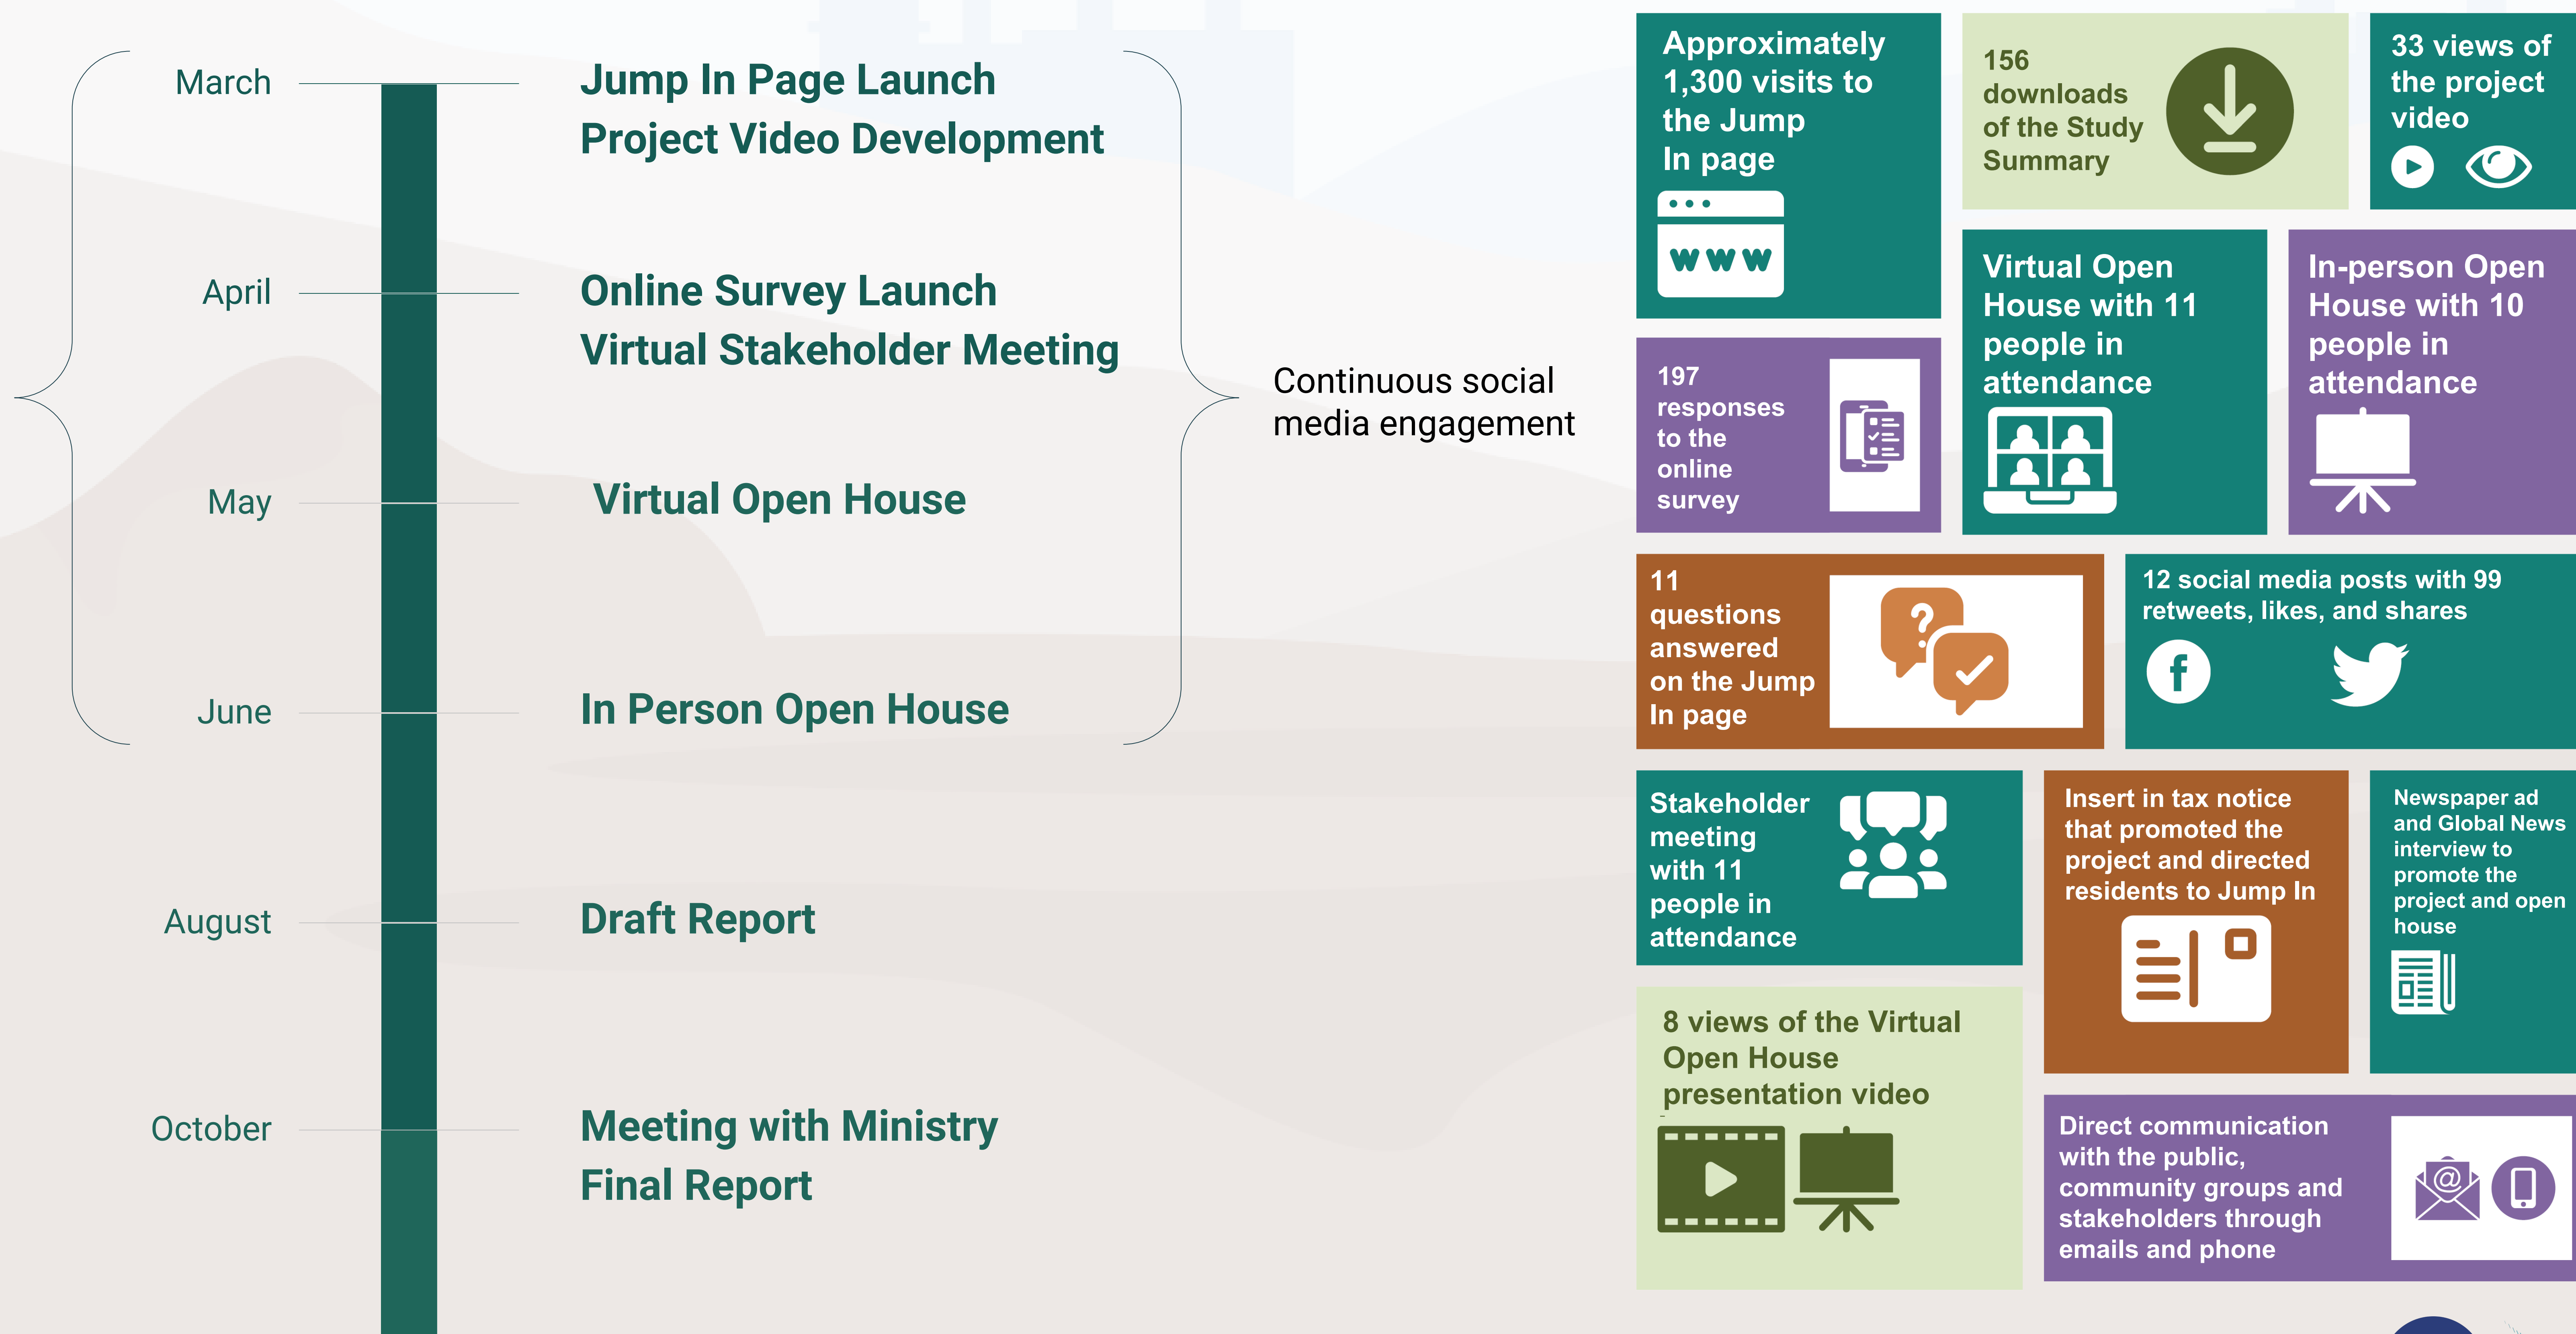 March
Jump In Page Launch
Project Video Development
April
Online Survey Launch
Virtual Stakeholder Meeting
Continuous social
media engagement
May
Virtual Open House
June
In Person Open House
August
Draft Report
October
Meeting with Ministry
Final Report
Approximately
1,300 visits to
the Jump
In page
www
156
downloads
of the Study
Summary
33 views of
the project
video
197
responses
to the
online
survey
Virtual Open
House with 11
people in
attendance
In-person Open
House with 10
people in
attendance
11
questions
answered
on the Jump
In page
?
12 social media posts with 99
retweets, likes, and shares
f
Stakeholder
meeting
with 11
people in
attendance
Insert in tax notice
that promoted the
project and directed
residents to Jump In
Newspaper ad
and Global News
interview to
promote the
project and open
house
8 views of the Virtual
Open House
presentation video
Direct communication
with the public,
community groups and
stakeholders through
emails and phone
@